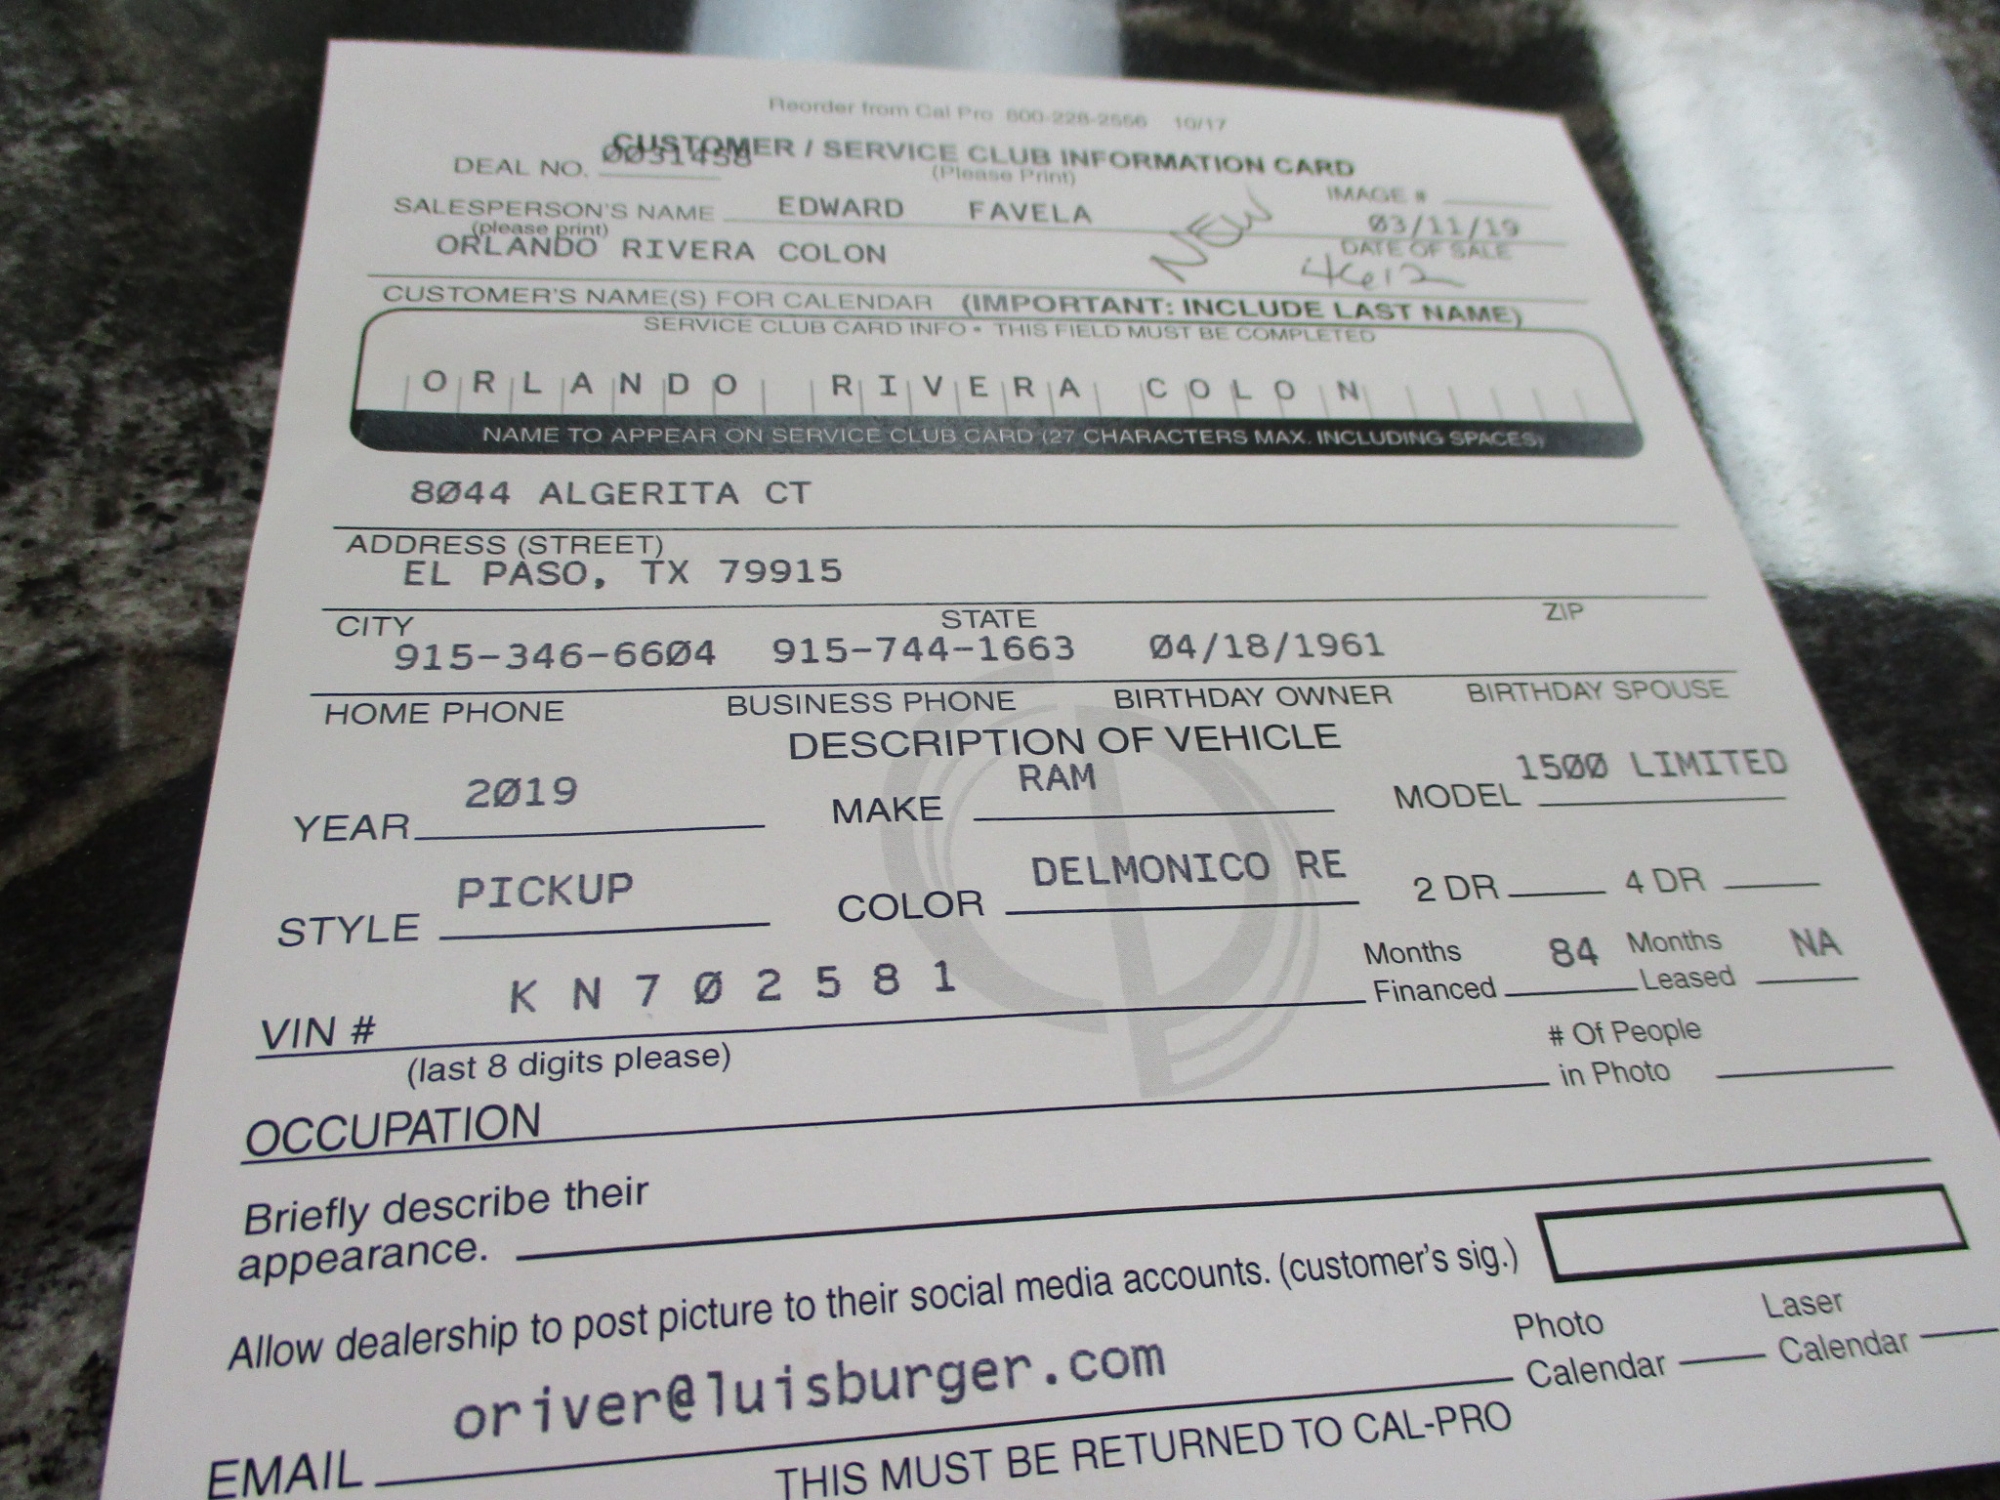 Reorder from Cal Pro 800-228-2556 10/17
CUSTOMER / SERVICE CLUB INFORMATION CARD
DEAL NO. 0031458
(Please Print)
IMAGE #
SALESPERSON'S NAME EDWARD FAVELA
NEW
03/11/19
(please print)
DATE OF SALE
ORLANDO RIVERA COLON
CUSTOMER'S NAME(S) FOR CALENDAR (IMPORTANT: INCLUDE LAST NAME)
SERVICE CLUB CARD INFO • THIS FIELD MUST BE COMPLETED
ORLANDO RIVERA COLON
NAME TO APPEAR ON SERVICE CLUB CARD (27 CHARACTERS MAX. INCLUDING SPACES)
8044 ALGERITA CT
ADDRESS (STREET)
EL PASO, TX 79915
CITY STATE ZIP
915-346-6604 915-744-1663 04/18/1961
HOME PHONE BUSINESS PHONE BIRTHDAY OWNER BIRTHDAY SPOUSE
DESCRIPTION OF VEHICLE
YEAR 2019 MAKE RAM MODEL 1500 LIMITED
STYLE PICKUP COLOR DELMONICO RE 2 DR 4 DR
VIN # KN702581 Months Financed 84 Months Leased NA
(last 8 digits please)
# Of People
in Photo
OCCUPATION
Briefly describe their
appearance.
Allow dealership to post picture to their social media accounts. (customer's sig.)
Photo Calendar Laser Calendar
EMAIL oriver@luisburger.com
THIS MUST BE RETURNED TO CAL-PRO